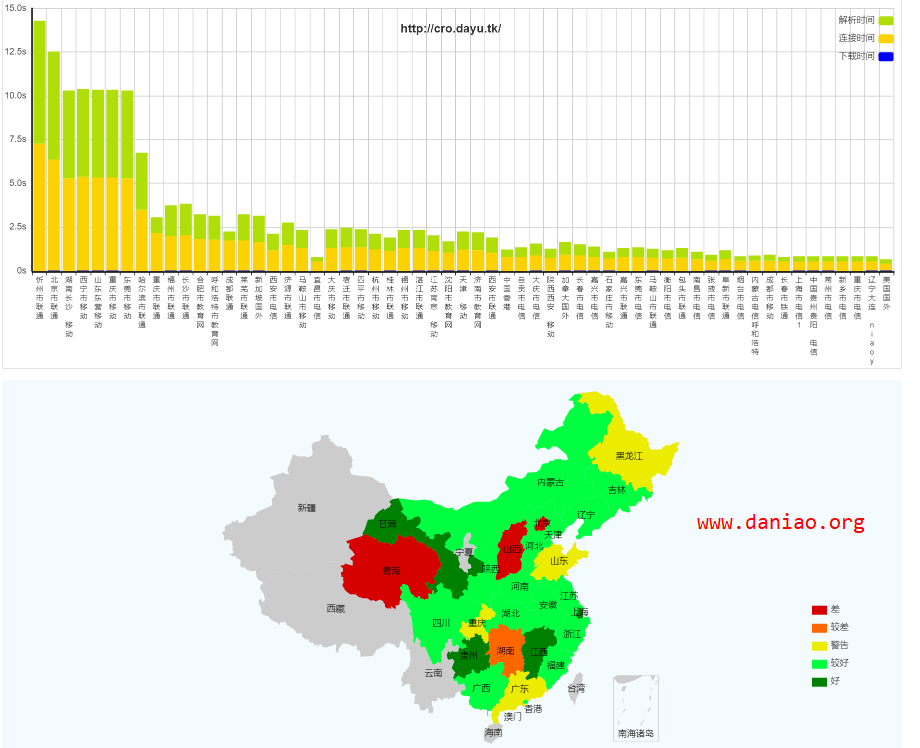 15.0s
http://cro.dayu.tk/
解析时间
连接时间
下载时间
12.5s
10.0s
7.5s
5.0s
2.5s
0s
忻州市联通
北京市联通
湖南长沙 移动
西宁市移动
山东东营移动
重庆市移动
东莞市移动
哈尔滨市联通
重庆市联通
福州市联通
长沙市联通
合肥市教育网
呼和浩特市教育网
成都联通
莱芜市联通
新加坡国外
西安市电信
济源市联通
马鞍山市移动
宜昌市电信
大庆市移动
宿迁市联通
四平市移动
杭州市移动
桂林市联通
福州市移动
湛江市联通
江苏南京 移动
沈阳市教育网
天津 移动
济南市教育网
西安市联通
中国香港
自贡市电信
大庆市电信
陕西西安 移动
加拿大国外
长春市电信
嘉兴市电信
石家庄市移动
嘉兴市联通
东莞市电信
马鞍山市联通
衡阳市电信
包头市联通
南昌市电信
张掖市电信
阜新市联通
烟台市电信
内蒙古电信呼和浩特
成都市移动
长春市铁通
上海市电信1
中国贵州贵阳 电信
常州市电信
新乡市电信
重庆市电信
辽宁大连 niaoy
美国国外
黑龙江
内蒙古
吉林
新疆
辽宁
www.daniao.org
甘肃
北京
天津
河北
宁夏
山西
山东
青海
陕西
河南
西藏
江苏
安徽
上海
湖北
四川
重庆
浙江
湖南
江西
贵州
福建
云南
广西
广东
台湾
香港
澳门
海南
南海诸岛
差
较差
警告
较好
好